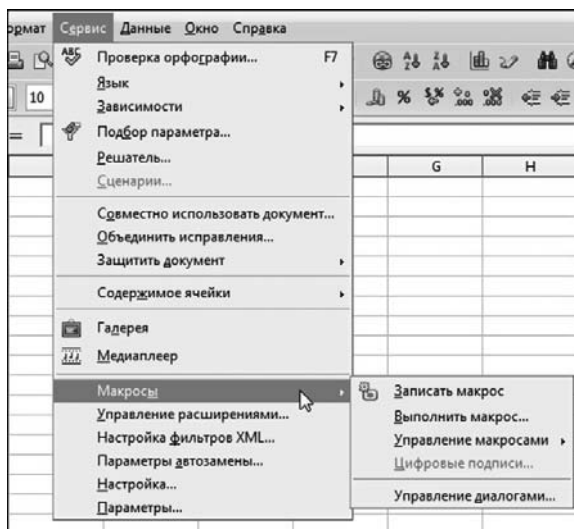 ормат Сервис Данные Окно Справка
Проверка орфографии... F7
Язык
10
Зависимости
=
Подбор параметра...
Решатель...
G H
Сценарии...
Совместно использовать документ...
Объединить исправления...
Защитить документ
Содержимое ячейки
Галерея
Медиаплеер
Макросы
Управление расширениями...
Настройка фильтров XML...
Параметры автозамены...
Настройка...
Параметры...
Записать макрос
Выполнить макрос...
Управление макросами
Цифровые подписи...
Управление диалогами...